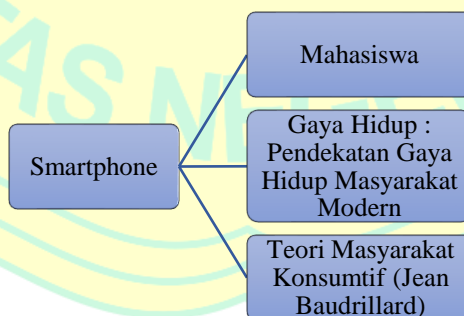 Mahasiswa
Smartphone
Gaya Hidup :
Pendekatan Gaya
Hidup Masyarakat
Modern
Teori Masyarakat
Konsumtif (Jean
Baudrillard)